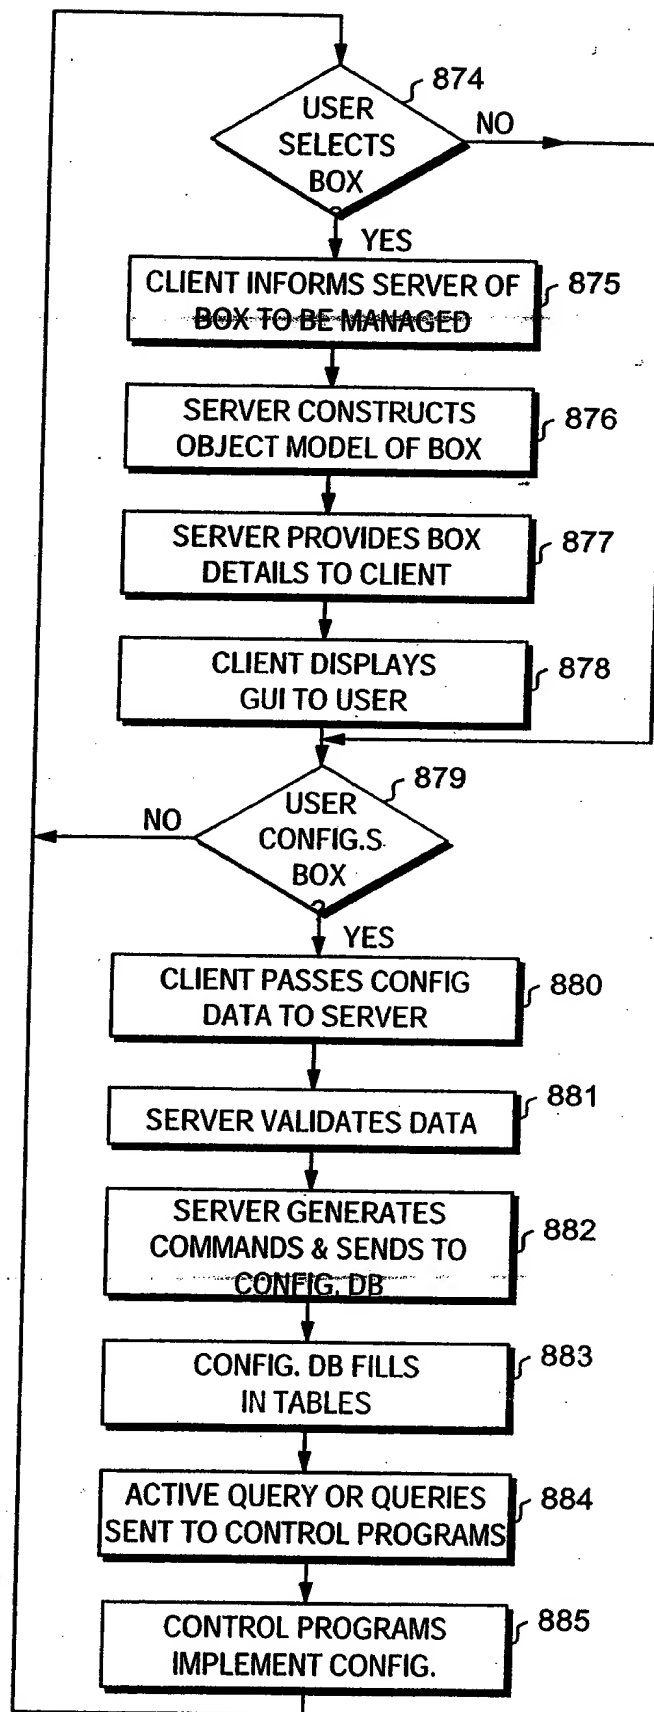 874
USER
SELECTS
BOX
?
NO
YES
CLIENT INFORMS SERVER OF
BOX TO BE MANAGED
875
SERVER CONSTRUCTS
OBJECT MODEL OF BOX
876
SERVER PROVIDES BOX
DETAILS TO CLIENT
877
CLIENT DISPLAYS
GUI TO USER
878
879
USER
CONFIG.S
BOX
?
NO
YES
CLIENT PASSES CONFIG
DATA TO SERVER
880
SERVER VALIDATES DATA
881
SERVER GENERATES
COMMANDS & SENDS TO
CONFIG. DB
882
CONFIG. DB FILLS
IN TABLES
883
ACTIVE QUERY OR QUERIES
SENT TO CONTROL PROGRAMS
884
CONTROL PROGRAMS
IMPLEMENT CONFIG.
885